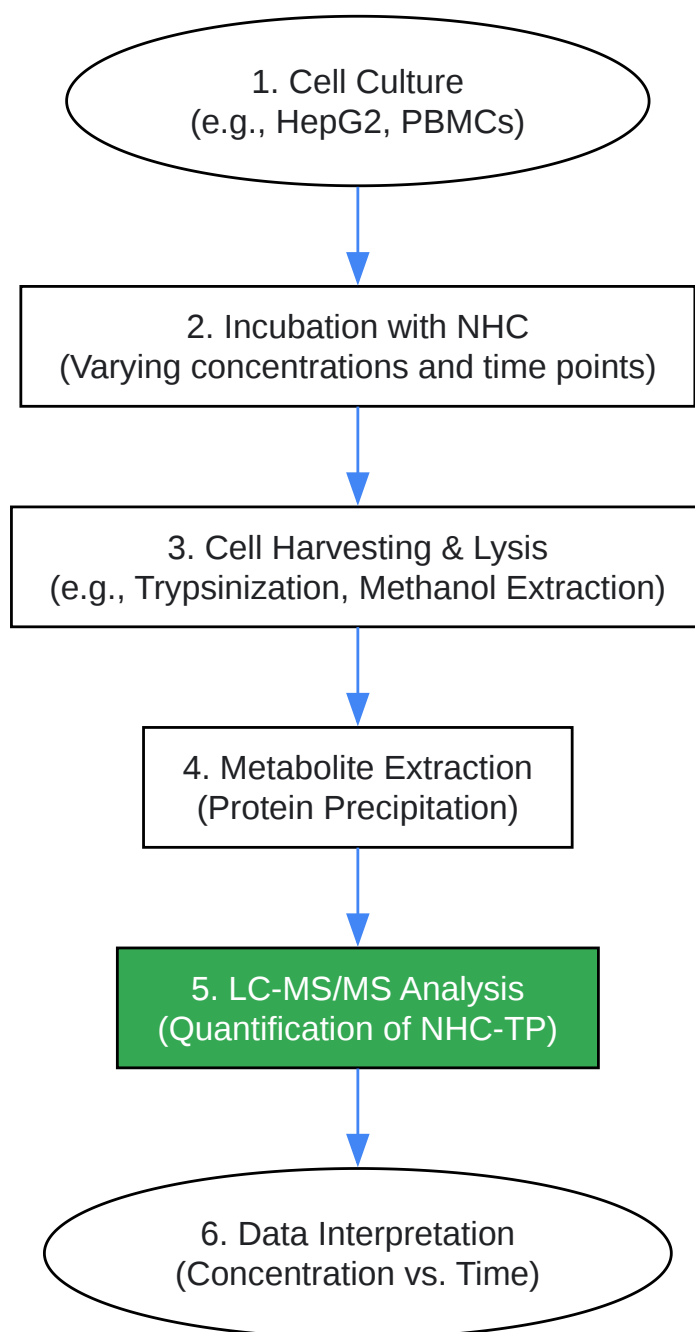 1. Cell Culture
(e.g., HepG2, PBMCs)
2. Incubation with NHC
(Varying concentrations and time points)
3. Cell Harvesting & Lysis
(e.g., Trypsinization, Methanol Extraction)
4. Metabolite Extraction
(Protein Precipitation)
5. LC-MS/MS Analysis
(Quantification of NHC-TP)
6. Data Interpretation
(Concentration vs. Time)